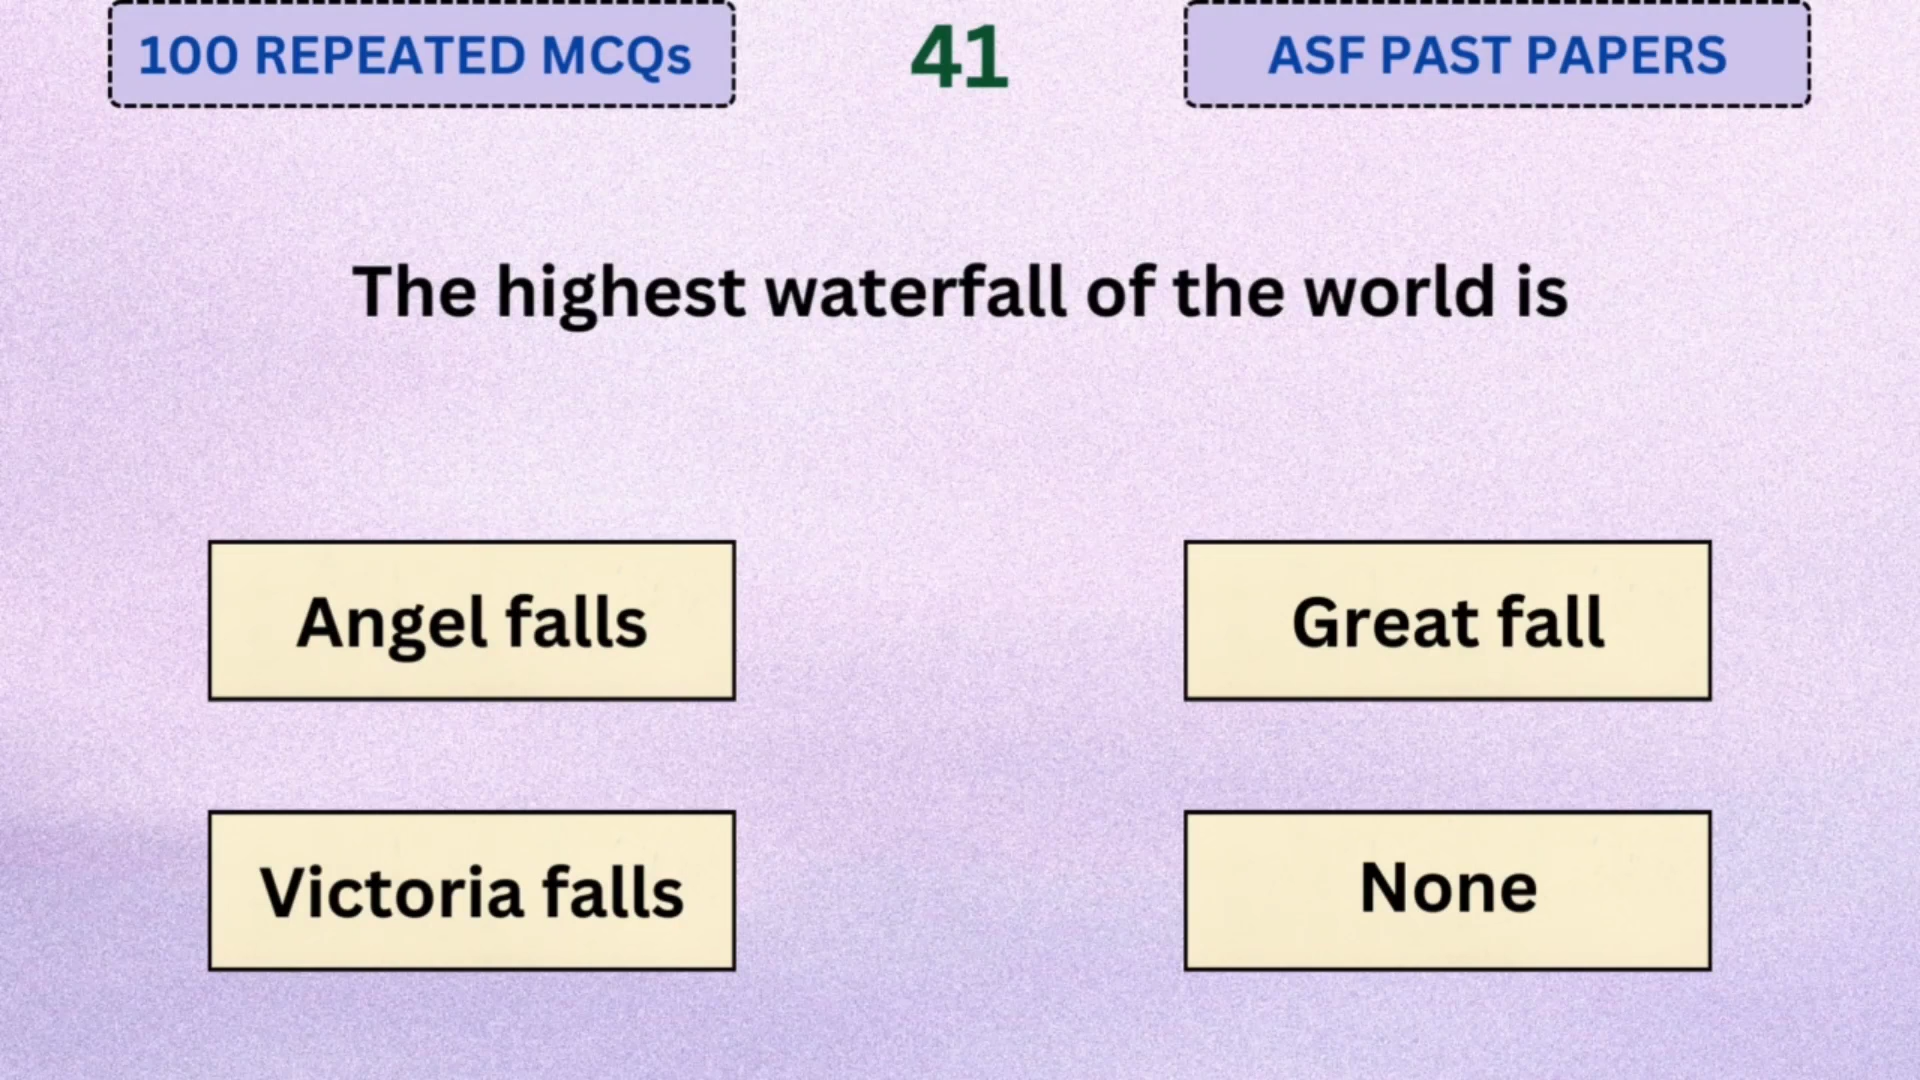 100 REPEATED MCQs
41
ASF PAST PAPERS
The highest waterfall of the world is
Angel falls
Great fall
Victoria falls
None